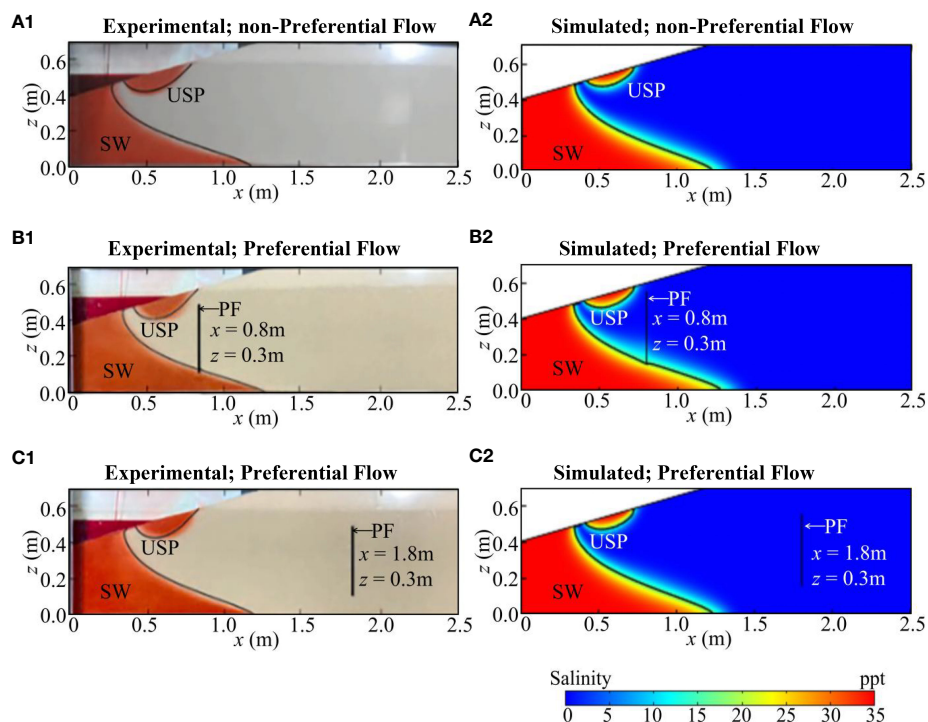 A1
Experimental; non-Preferential Flow
0.6
0.4
0.2
0.0
z (m)
USP
SW
0
0.5
1.0
1.5
2.0
2.5
x (m)
A2
Simulated; non-Preferential Flow
0.6
0.4
0.2
0.0
z (m)
USP
SW
0
0.5
1.0
1.5
2.0
2.5
x (m)
B1
Experimental; Preferential Flow
0.6
0.4
0.2
0.0
z (m)
←PF
x = 0.8m
z = 0.3m
USP
SW
0
0.5
1.0
1.5
2.0
2.5
x (m)
B2
Simulated; Preferential Flow
0.6
0.4
0.2
0.0
z (m)
←PF
x = 0.8m
z = 0.3m
USP
SW
0
0.5
1.0
1.5
2.0
2.5
x (m)
C1
Experimental; Preferential Flow
0.6
0.4
0.2
0.0
z (m)
←PF
x = 1.8m
z = 0.3m
USP
SW
0
0.5
1.0
1.5
2.0
2.5
x (m)
C2
Simulated; Preferential Flow
0.6
0.4
0.2
0.0
z (m)
←PF
x = 1.8m
z = 0.3m
USP
SW
0
0.5
1.0
1.5
2.0
2.5
x (m)
Salinity ppt
0 5 10 15 20 25 30 35